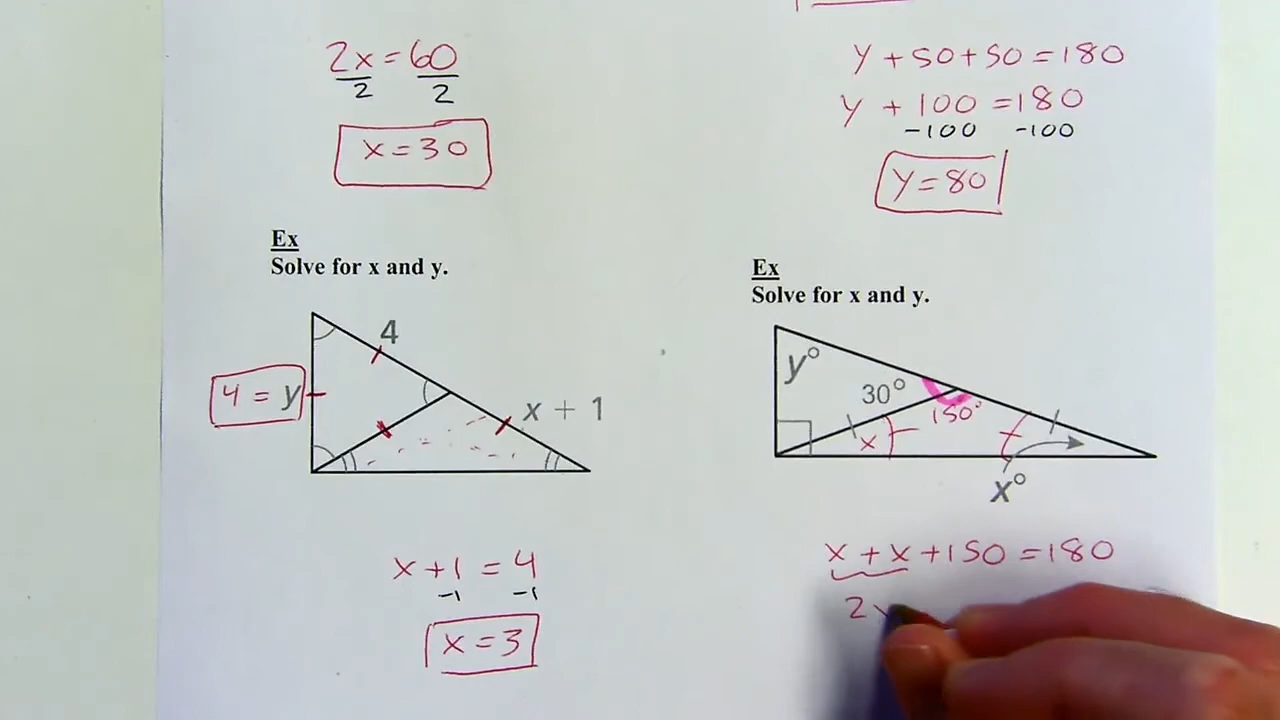 2x = 60
2 2
x = 30
y + 50 + 50 = 180
y + 100 = 180
-100 -100
y = 80
Ex
Solve for x and y.
4
4 = y
x + 1
x + 1 = 4
-1 -1
x = 3
Ex
Solve for x and y.
y°
30°
150°
x
x°
x + x + 150 = 180
2x